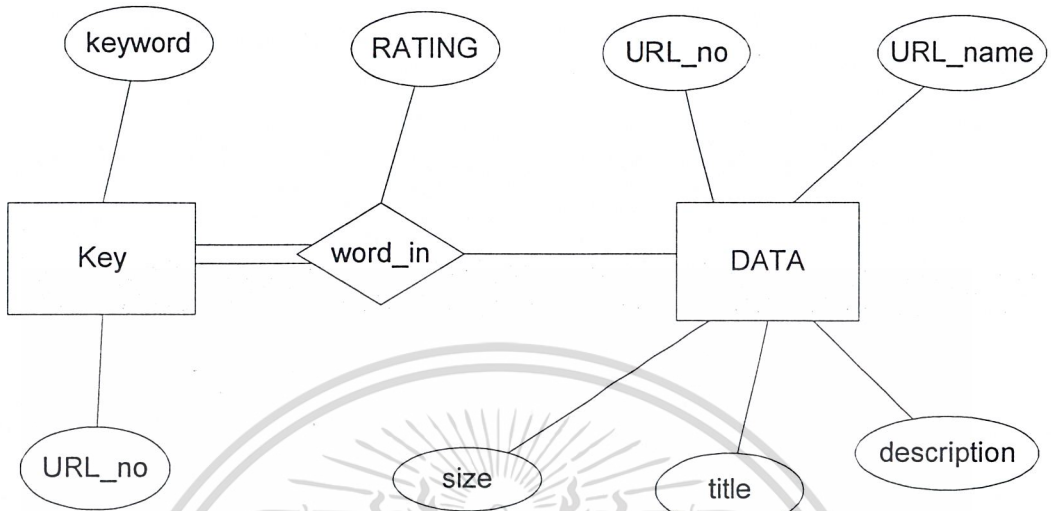 keyword
RATING
URL_no
URL_name
Key
word_in
DATA
URL_no
size
title
description